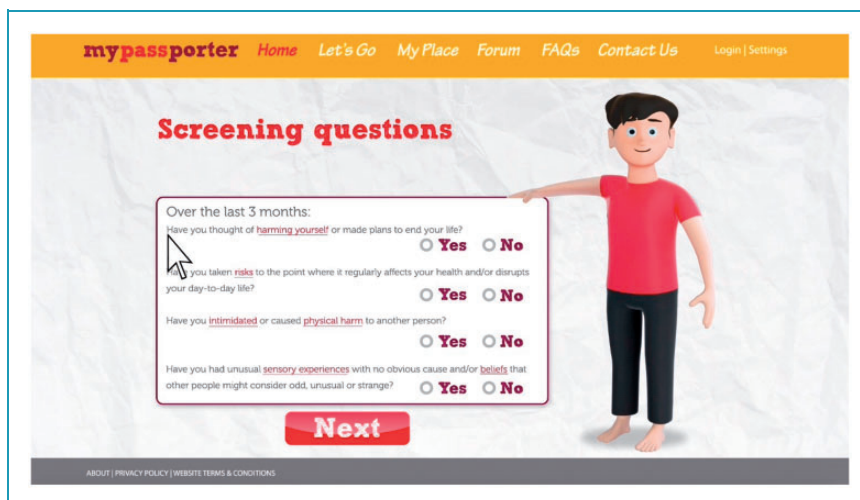 mypassporter Home Let's Go My Place Forum FAQs Contact Us Login | Settings
Screening questions
Over the last 3 months:
Have you thought of harming yourself or made plans to end your life?
Yes No
Have you taken risks to the point where it regularly affects your health and/or disrupts
your day-to-day life?
Yes No
Have you intimidated or caused physical harm to another person?
Yes No
Have you had unusual sensory experiences with no obvious cause and/or beliefs that
other people might consider odd, unusual or strange?
Yes No
Next
ABOUT | PRIVACY POLICY | WEBSITE TERMS & CONDITIONS